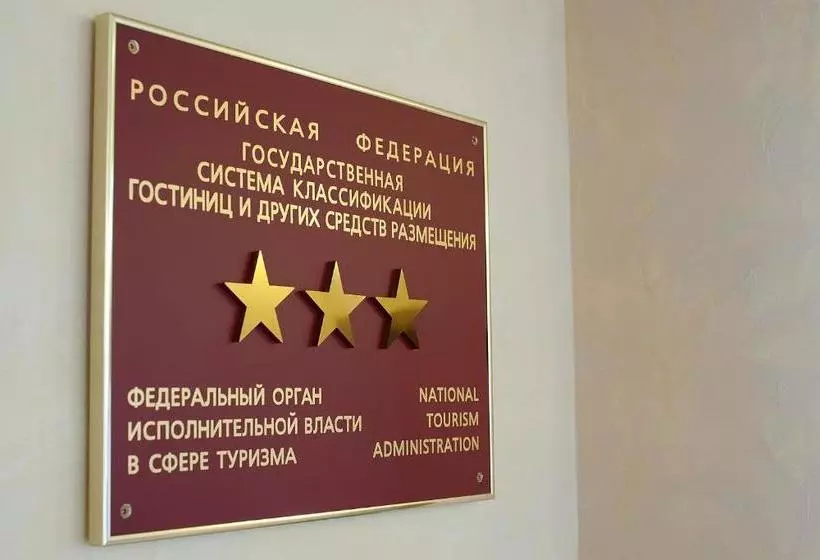 РОССИЙСКАЯ ФЕДЕРАЦИЯ
ГОСУДАРСТВЕННАЯ
СИСТЕМА КЛАССИФИКАЦИИ
ГОСТИНИЦ И ДРУГИХ СРЕДСТВ РАЗМЕЩЕНИЯ
ФЕДЕРАЛЬНЫЙ ОРГАН
ИСПОЛНИТЕЛЬНОЙ ВЛАСТИ
В СФЕРЕ ТУРИЗМА
NATIONAL
TOURISM
ADMINISTRATION